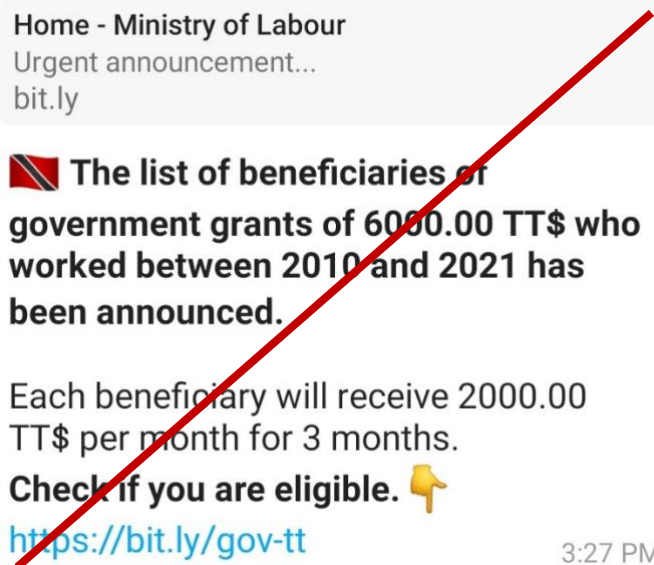 Home - Ministry of Labour
Urgent announcement...
bit.ly
🇹🇹 The list of beneficiaries of
government grants of 6000.00 TT$ who
worked between 2010 and 2021 has
been announced.
Each beneficiary will receive 2000.00
TT$ per month for 3 months.
Check if you are eligible. 👇
https://bit.ly/gov-tt
3:27 PM